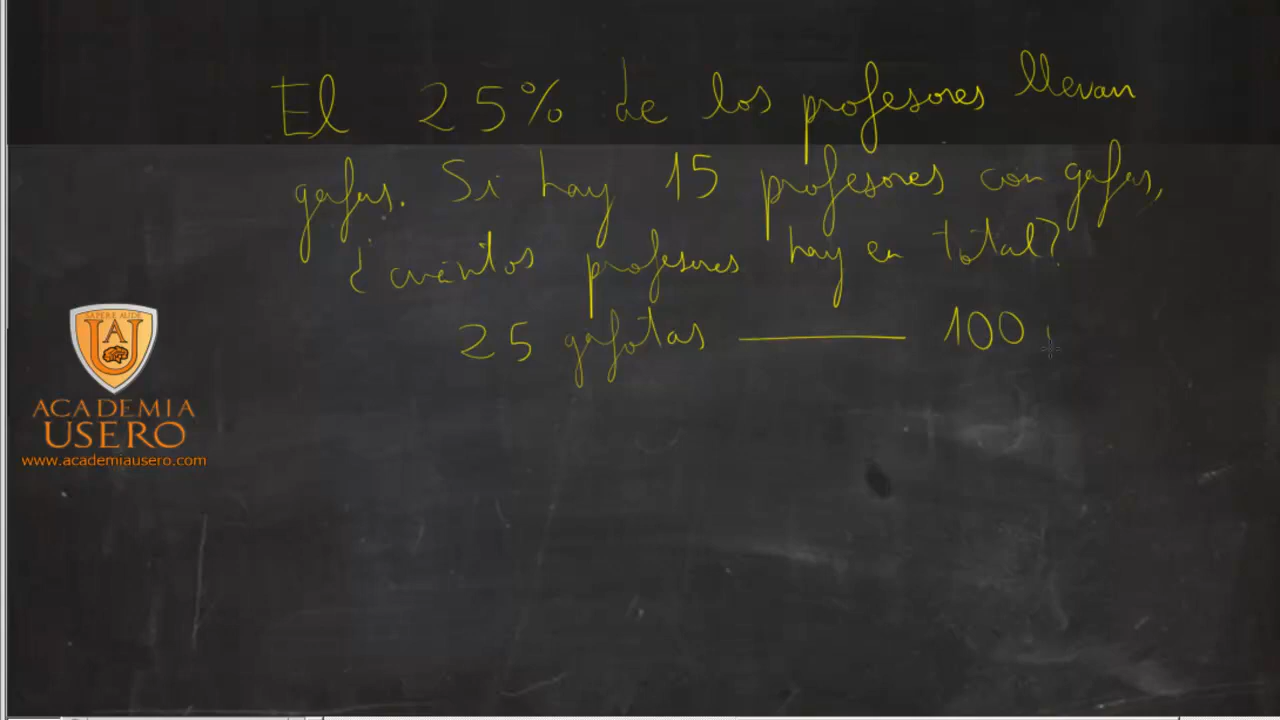 El 25% de los profesores llevan
gafas. Si hay 15 profesores con gafas,
¿cuántos profesores hay en total?
25 gafotas 100
SAPERE AUDE
UA
ACADEMIA
USERO
www.academiausero.com